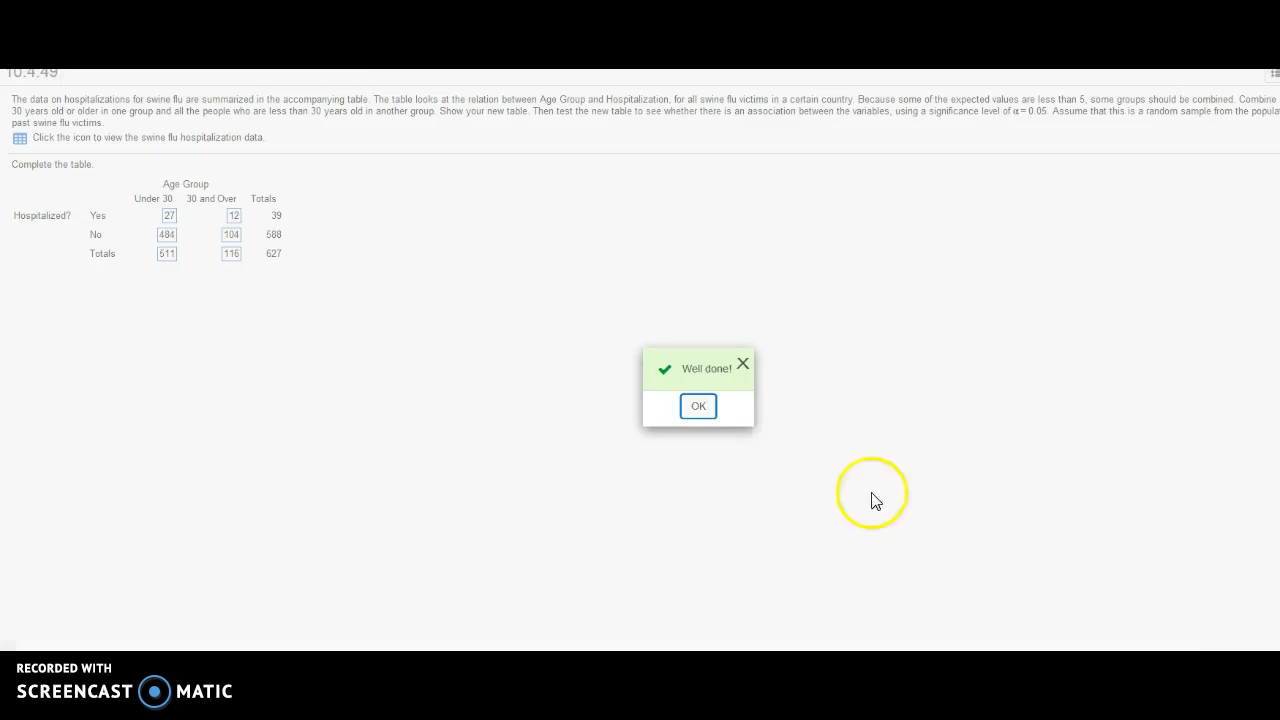 10.4.49
The data on hospitalizations for swine flu are summarized in the accompanying table. The table looks at the relation between Age Group and Hospitalization, for all swine flu victims in a certain country. Because some of the expected values are less than 5, some groups should be combined. Combine
30 years old or older in one group and all the people who are less than 30 years old in another group. Show your new table. Then test the new table to see whether there is an association between the variables, using a significance level of α = 0.05. Assume that this is a random sample from the popula
past swine flu victims.
Click the icon to view the swine flu hospitalization data.
Complete the table.
Age Group
Under 30 30 and Over Totals
Hospitalized? Yes 27 12 39
No 484 104 588
Totals 511 116 627
Well done!
OK
RECORDED WITH
SCREENCAST MATIC